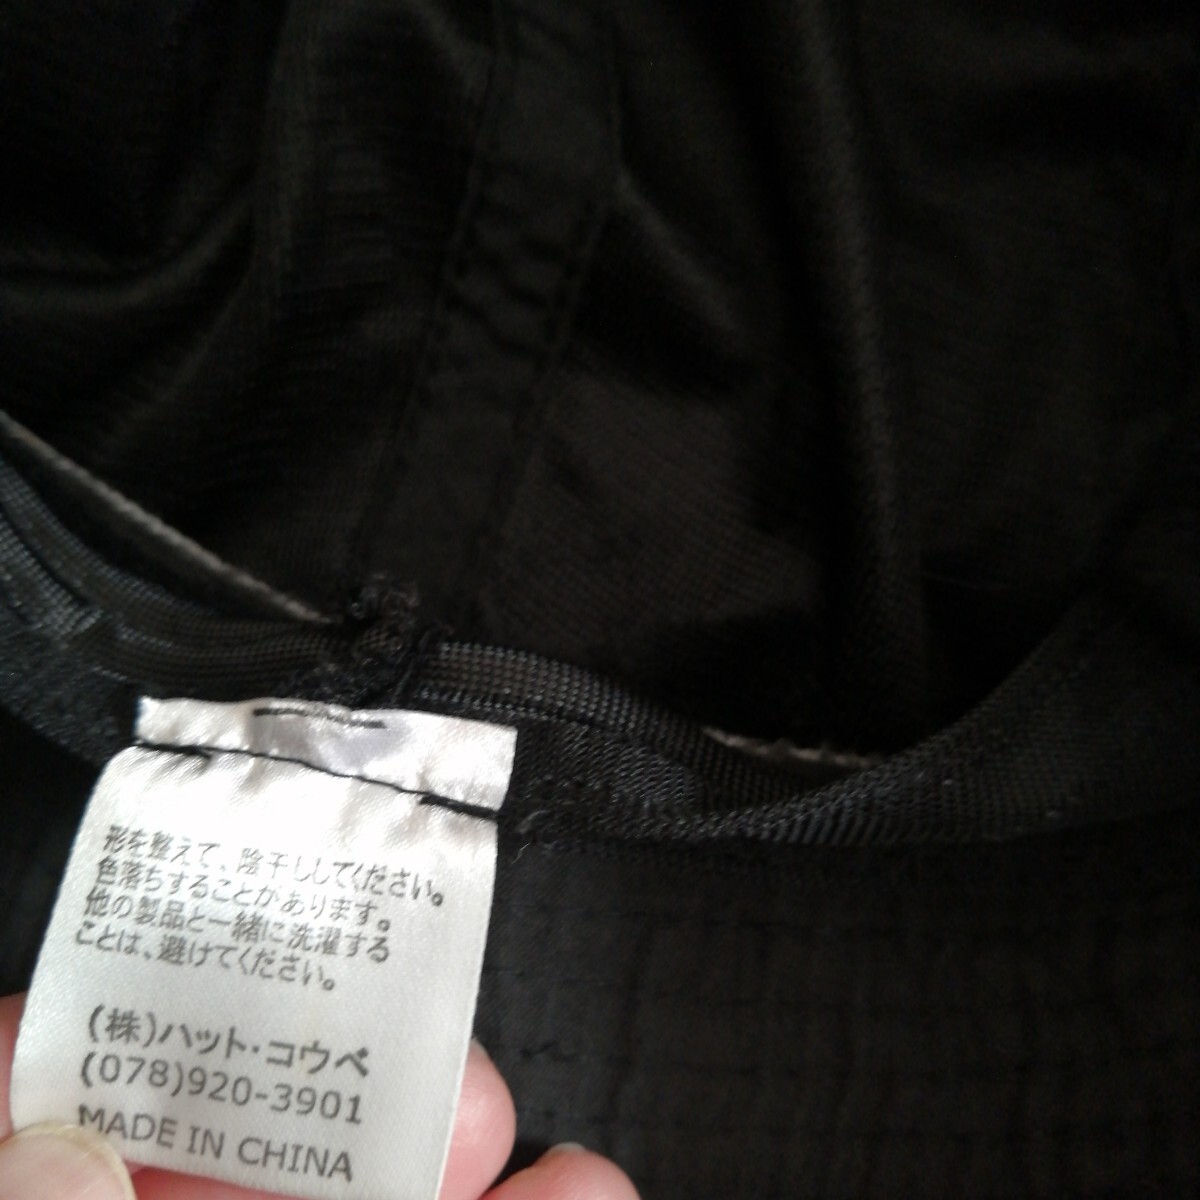 形を整えて、陰干ししてください。
色落ちすることがあります。
他の製品と一緒に洗濯する
ことは、避けてください。
(株)ハット・コウベ
(078)920-3901
MADE IN CHINA